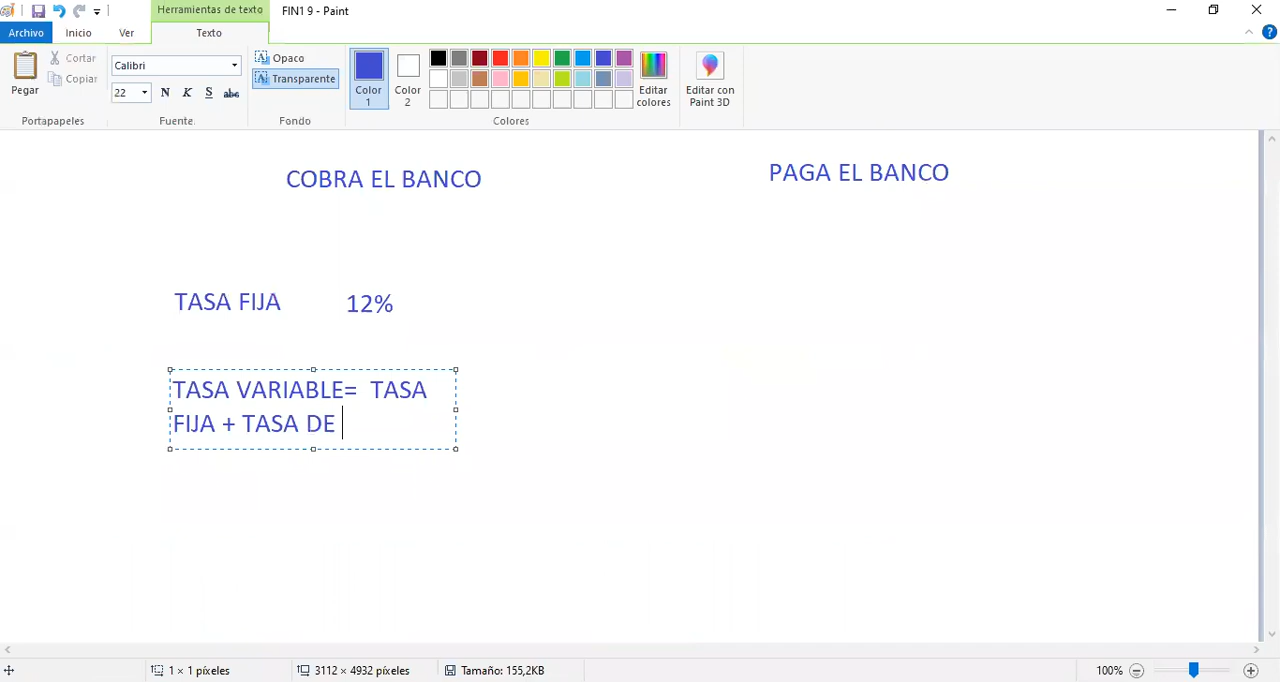 Herramientas de texto
FIN1 9 - Paint
Archivo
Inicio
Ver
Texto
Pegar
Cortar
Copiar
Portapapeles
Calibri
22
N K S abc
Fuente
Opaco
Transparente
Fondo
Color 1
Color 2
Editar colores
Colores
Editar con Paint 3D
COBRA EL BANCO
PAGA EL BANCO
TASA FIJA 12%
TASA VARIABLE= TASA
FIJA + TASA DE
1 × 1 píxeles
3112 × 4932 píxeles
Tamaño: 155,2KB
100%